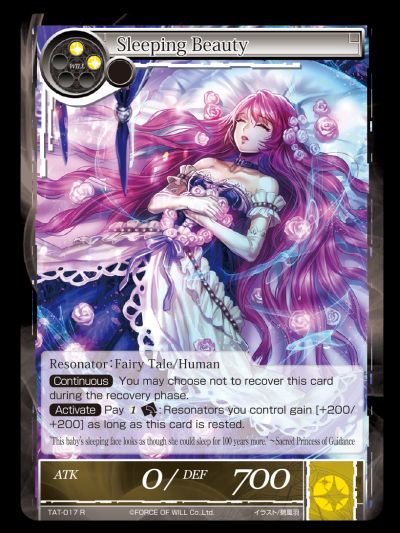 Sleeping Beauty
WILL
Resonator : Fairy Tale/Human
Continuous You may choose not to recover this card
during the recovery phase.
Activate Pay 1 : Resonators you control gain [+200/
+200] as long as this card is rested.
"This baby's sleeping face looks as though she could sleep for 100 years more." ~Sacred Princess of Guidance
ATK 0 / DEF 700
TAT-017 R ©FORCE OF WILL Co.,Ltd. イラスト/碧風羽